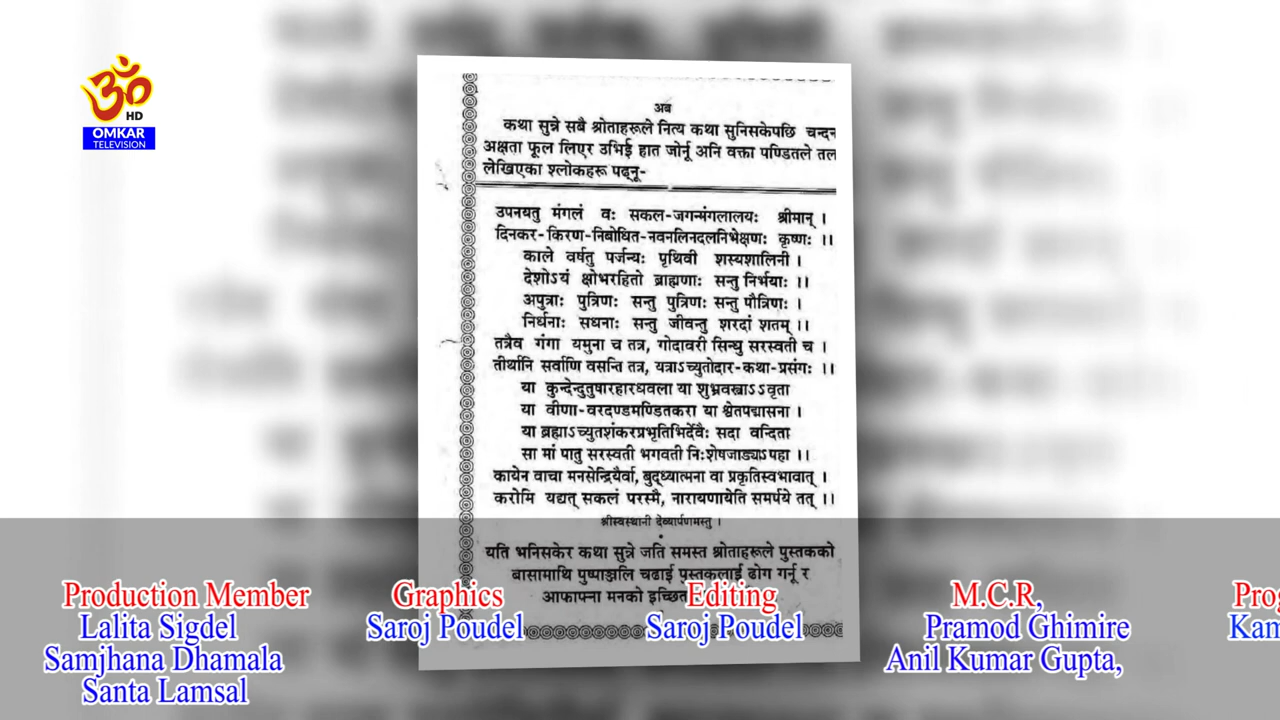 ॐ
HD
OMKAR
TELEVISION
अब
कथा सुन्ने सबै श्रोताहरूले नित्य कथा सुनिसकेपछि चन्दन
अक्षता फूल लिएर उभिई हात जोर्नू अनि वक्ता पण्डितले तल
लेखिएका श्लोकहरू पढ्नू-
उपनयतु मंगलं वः सकल-जगन्मंगलालयः श्रीमान् ।
दिनकर-किरण-निबोधित-नवनलिनदलनिभेक्षणः कृष्णः ।।
काले वर्षतु पर्जन्यः पृथिवी शस्यशालिनी ।
देशोऽयं क्षोभरहितो ब्राह्मणाः सन्तु निर्भयाः ।।
अपुत्राः पुत्रिणः सन्तु पुत्रिणः सन्तु पौत्रिणः ।
निर्धनाः सधनाः सन्तु जीवन्तु शरदां शतम् ।।
तत्रैव गंगा यमुना च तत्र, गोदावरी सिन्धु सरस्वती च ।
तीर्थानि सर्वाणि वसन्ति तत्र, यत्राऽच्युतोदार-कथा-प्रसंगः ।।
या कुन्देन्दुतुषारहारधवला या शुभ्रवस्त्राऽऽवृता
या वीणा-वरदण्डमण्डितकरा या श्वेतपद्मासना ।
या ब्रह्माऽच्युतशंकरप्रभृतिभिर्देवैः सदा वन्दिता
सा मां पातु सरस्वती भगवती निःशेषजाड्याऽपहा ।।
कायेन वाचा मनसेन्द्रियैर्वा, बुद्ध्यात्मना वा प्रकृतिस्वभावात् ।
करोमि यद्यत् सकलं परस्मै, नारायणायेति समर्पये तत् ।।
श्रीस्वस्थानी देव्यार्पणमस्तु ।
यति भनिसकेर कथा सुन्ने जति समस्त श्रोताहरूले पुस्तकको
बासामाथि पुष्पाञ्जलि चढाई पुस्तकलाई ढोग गर्नू र
आफाफ्ना मनको
Production Member
Lalita Sigdel
Samjhana Dhamala
Santa Lamsal
Graphics
Saroj Poudel
Editing
Saroj Poudel
M.C.R,
Pramod Ghimire
Anil Kumar Gupta,